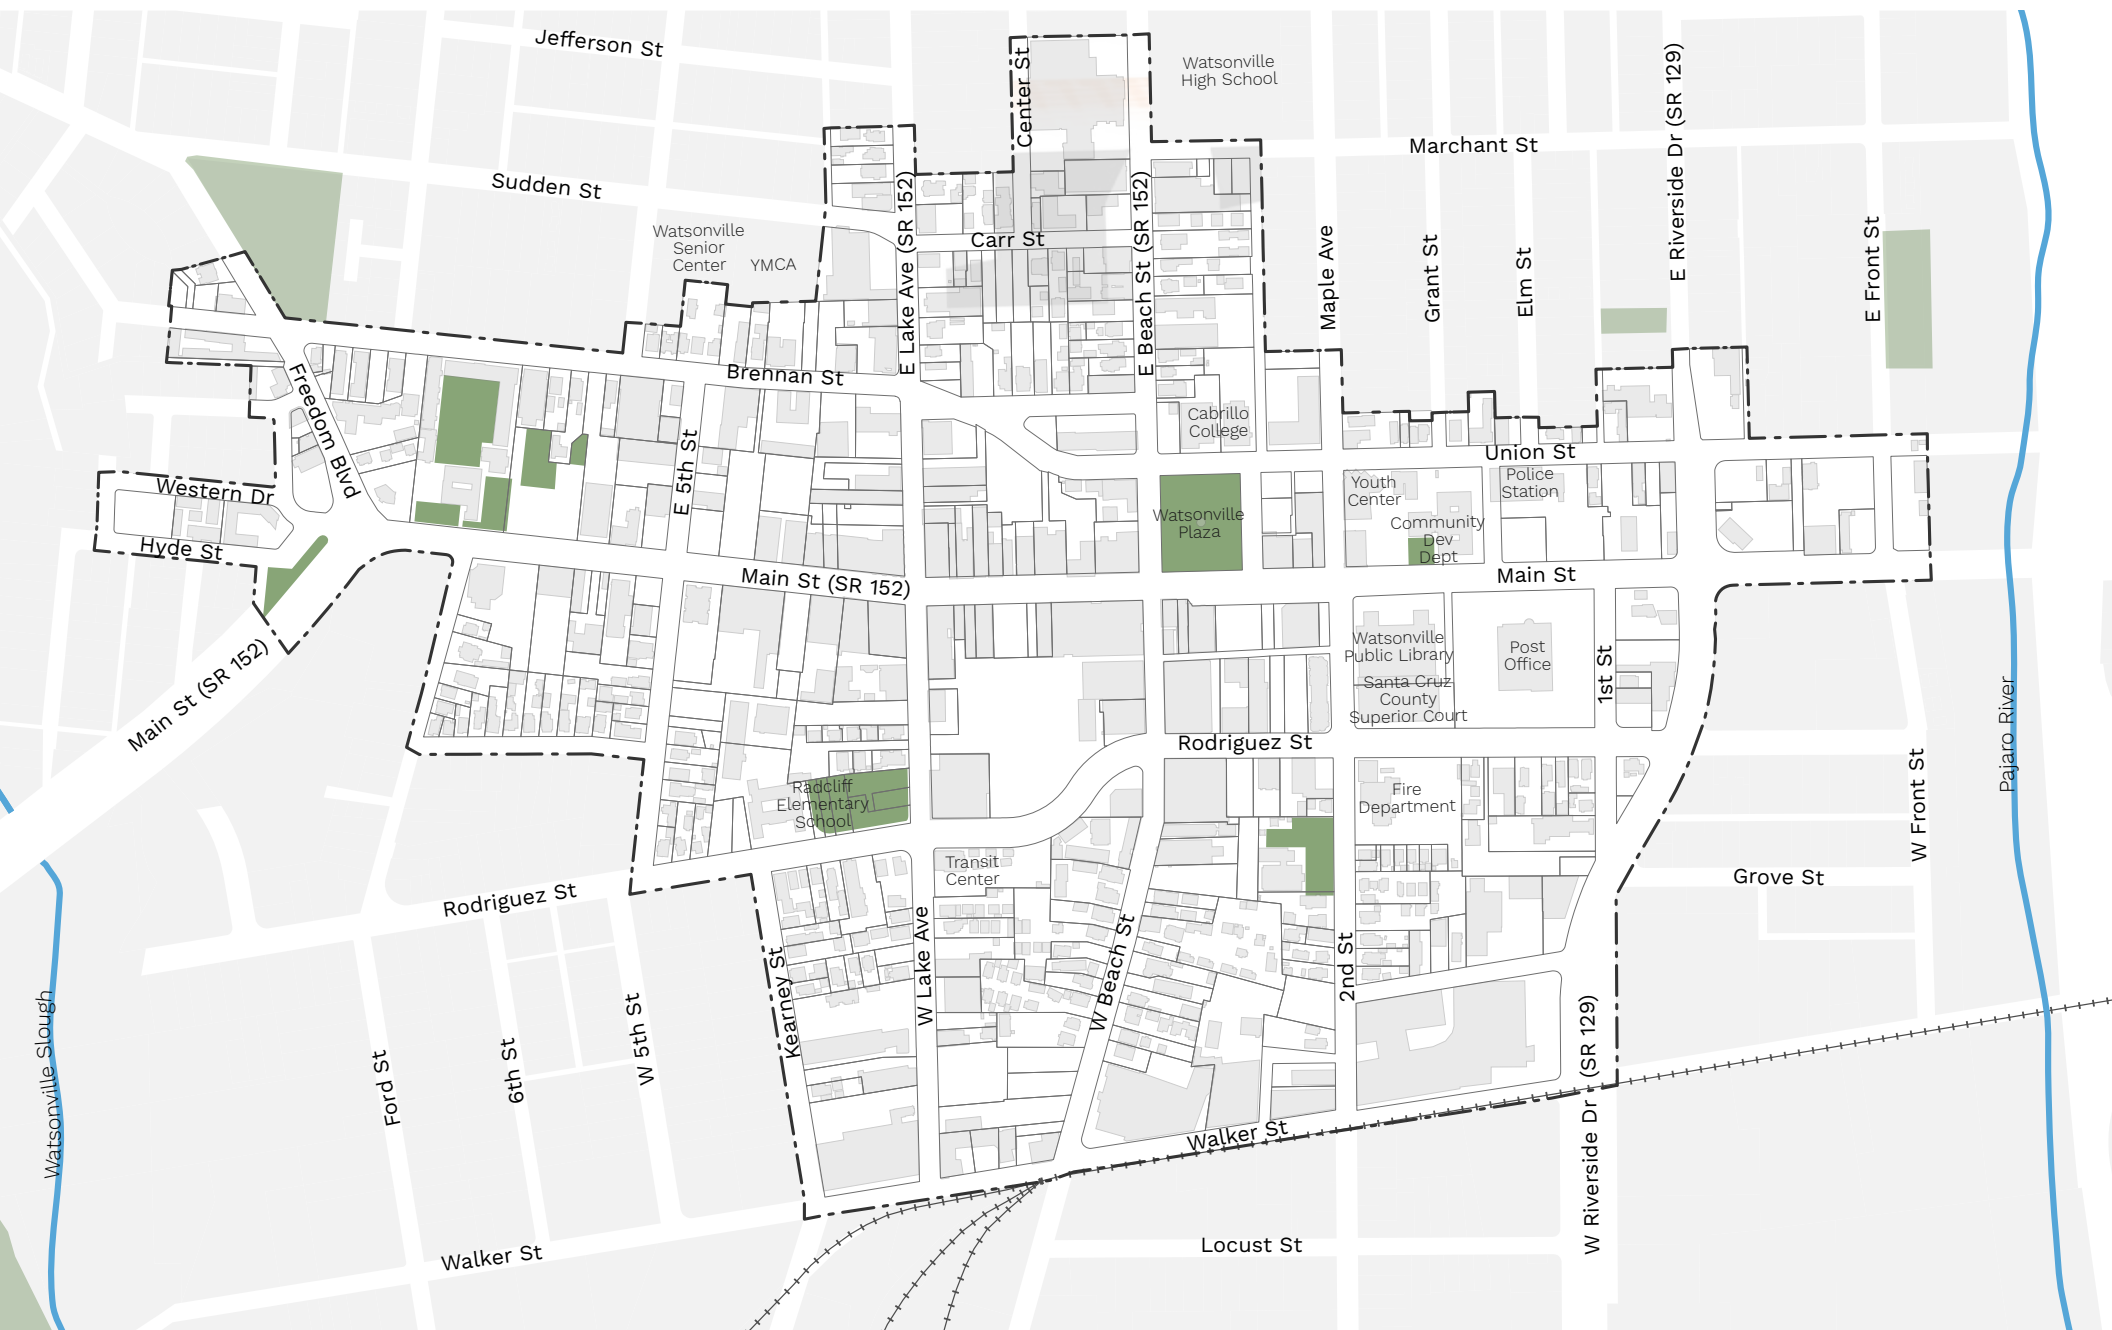 Jefferson St
Center St
Watsonville
High School
E Riverside Dr (SR 129)
Marchant St
Sudden St
Watsonville
Senior
Center
YMCA
E Lake Ave (SR 152)
Carr St
E Beach St (SR 152)
Maple Ave
Grant St
Elm St
E Front St
Brennan St
Freedom Blvd
Cabrillo
College
E 5th St
Union St
Western Dr
Youth
Center
Police
Station
Watsonville
Plaza
Community
Dev
Dept
Hyde St
Main St (SR 152)
Main St
Main St (SR 152)
Watsonville
Public Library
Post
Office
1st St
Santa Cruz
County
Superior Court
Pajaro River
Rodriguez St
Radcliff
Elementary
School
Fire
Department
W Front St
Transit
Center
Grove St
Rodriguez St
W Lake Ave
W Beach St
2nd St
Kearney St
Watsonville Slough
Ford St
6th St
W 5th St
W Riverside Dr (SR 129)
Walker St
Walker St
Locust St